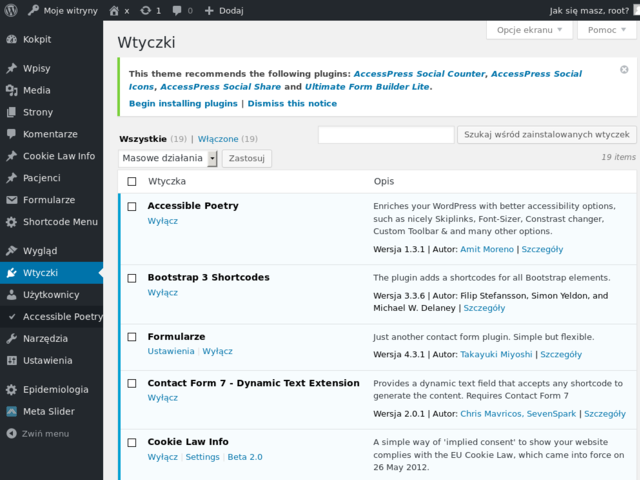 Moje witryny x 1 0 + Dodaj Jak się masz, root?
Opcje ekranu Pomoc
Kokpit
Wpisy
Media
Strony
Komentarze
Cookie Law Info
Pacjenci
Formularze
Shortcode Menu
Wygląd
Wtyczki
Użytkownicy
Accessible Poetry
Narzędzia
Ustawienia
Epidemiologia
Meta Slider
Zwiń menu
Wtyczki
This theme recommends the following plugins: AccessPress Social Counter, AccessPress Social
Icons, AccessPress Social Share and Ultimate Form Builder Lite.
Begin installing plugins | Dismiss this notice
Wszystkie (19) | Włączone (19)
Szukaj wśród zainstalowanych wtyczek
Masowe działania Zastosuj 19 items
Wtyczka Opis
Accessible Poetry
Wyłącz
Enriches your WordPress with better accessibility options,
such as nicely Skiplinks, Font-Sizer, Constrast changer,
Custom Toolbar & and many other options.
Wersja 1.3.1 | Autor: Amit Moreno | Szczegóły
Bootstrap 3 Shortcodes
Wyłącz
The plugin adds a shortcodes for all Bootstrap elements.
Wersja 3.3.6 | Autor: Filip Stefansson, Simon Yeldon, and
Michael W. Delaney | Szczegóły
Formularze
Ustawienia | Wyłącz
Just another contact form plugin. Simple but flexible.
Wersja 4.3.1 | Autor: Takayuki Miyoshi | Szczegóły
Contact Form 7 - Dynamic Text Extension
Wyłącz
Provides a dynamic text field that accepts any shortcode to
generate the content. Requires Contact Form 7
Wersja 2.0.1 | Autor: Chris Mavricos, SevenSpark | Szczegóły
Cookie Law Info
Wyłącz | Settings | Beta 2.0
A simple way of 'implied consent' to show your website
complies with the EU Cookie Law, which came into force on
26 May 2012.